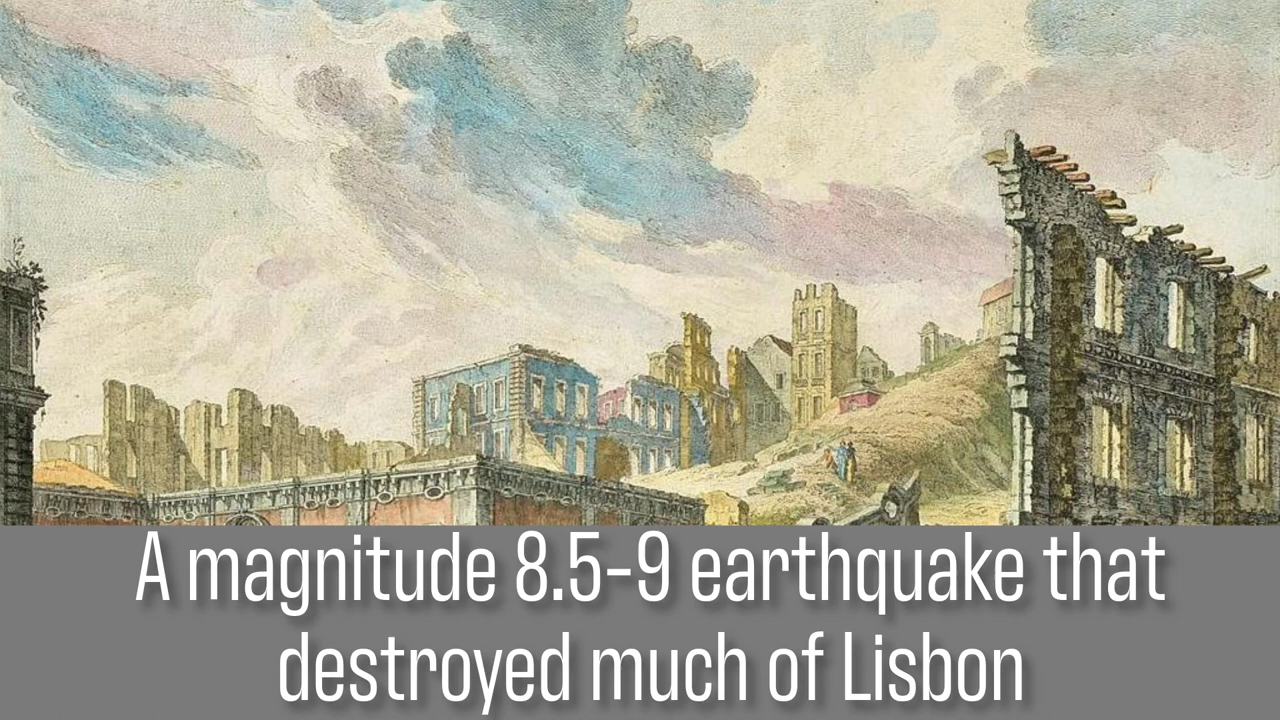 A magnitude 8.5-9 earthquake that
destroyed much of Lisbon